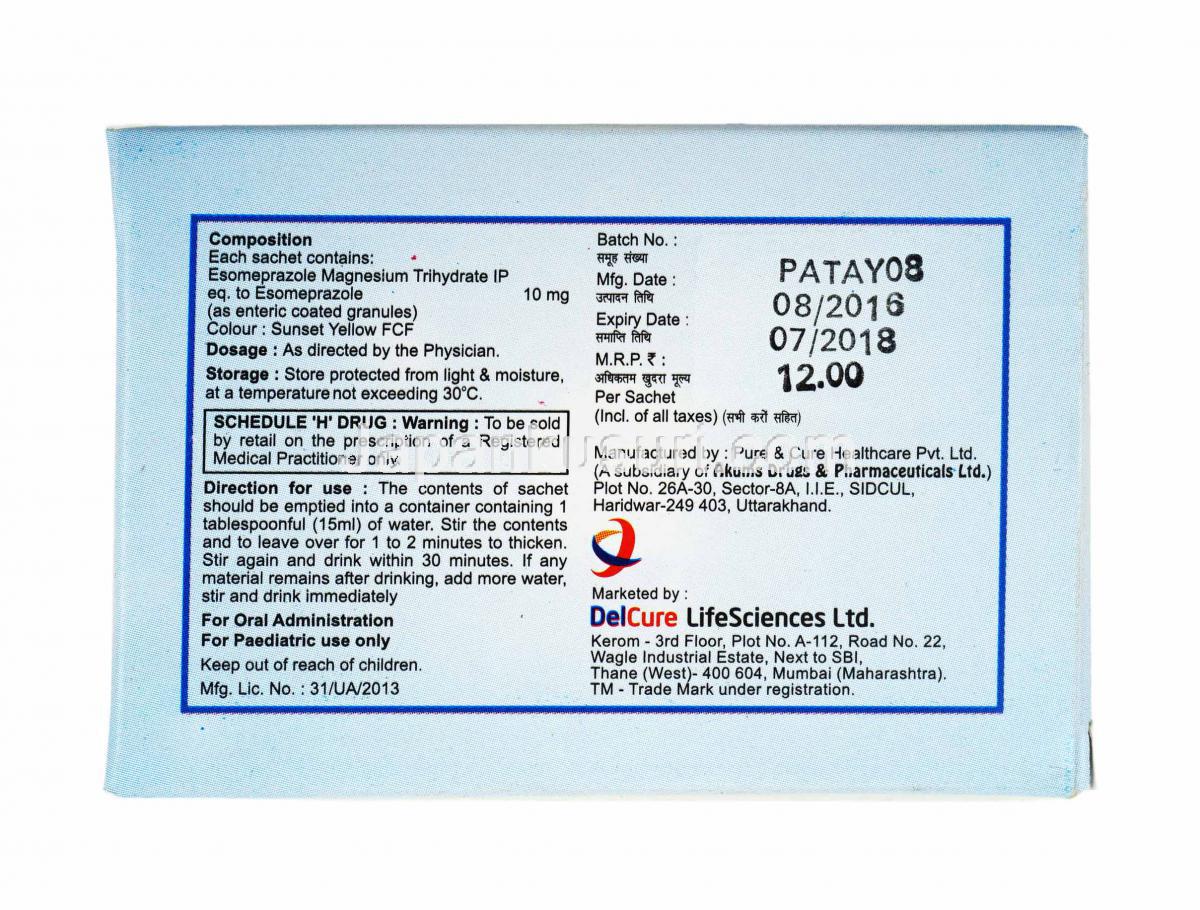 Composition
Each sachet contains:
Esomeprazole Magnesium Trihydrate IP
eq. to Esomeprazole 10 mg
(as enteric coated granules)
Colour : Sunset Yellow FCF
Dosage : As directed by the Physician.
Storage : Store protected from light & moisture,
at a temperature not exceeding 30°C.
SCHEDULE 'H' DRUG : Warning : To be sold
by retail on the prescription of a Registered
Medical Practitioner only.
Direction for use : The contents of sachet
should be emptied into a container containing 1
tablespoonful (15ml) of water. Stir the contents
and to leave over for 1 to 2 minutes to thicken.
Stir again and drink within 30 minutes. If any
material remains after drinking, add more water,
stir and drink immediately
For Oral Administration
For Paediatric use only
Keep out of reach of children.
Mfg. Lic. No. : 31/UA/2013
Batch No. :
समूह संख्या
PATAY08
Mfg. Date :
उत्पादन तिथि
08/2016
Expiry Date :
समाप्ति तिथि
07/2018
M.R.P. ₹ :
अधिकतम खुदरा मूल्य
12.00
Per Sachet
(Incl. of all taxes) (सभी करों सहित)
Manufactured by : Pure & Cure Healthcare Pvt. Ltd.
(A subsidiary of Akums Drugs & Pharmaceuticals Ltd.)
Plot No. 26A-30, Sector-8A, I.I.E., SIDCUL,
Haridwar-249 403, Uttarakhand.
Marketed by :
DelCure LifeSciences Ltd.
Kerom - 3rd Floor, Plot No. A-112, Road No. 22,
Wagle Industrial Estate, Next to SBI,
Thane (West)- 400 604, Mumbai (Maharashtra).
TM - Trade Mark under registration.